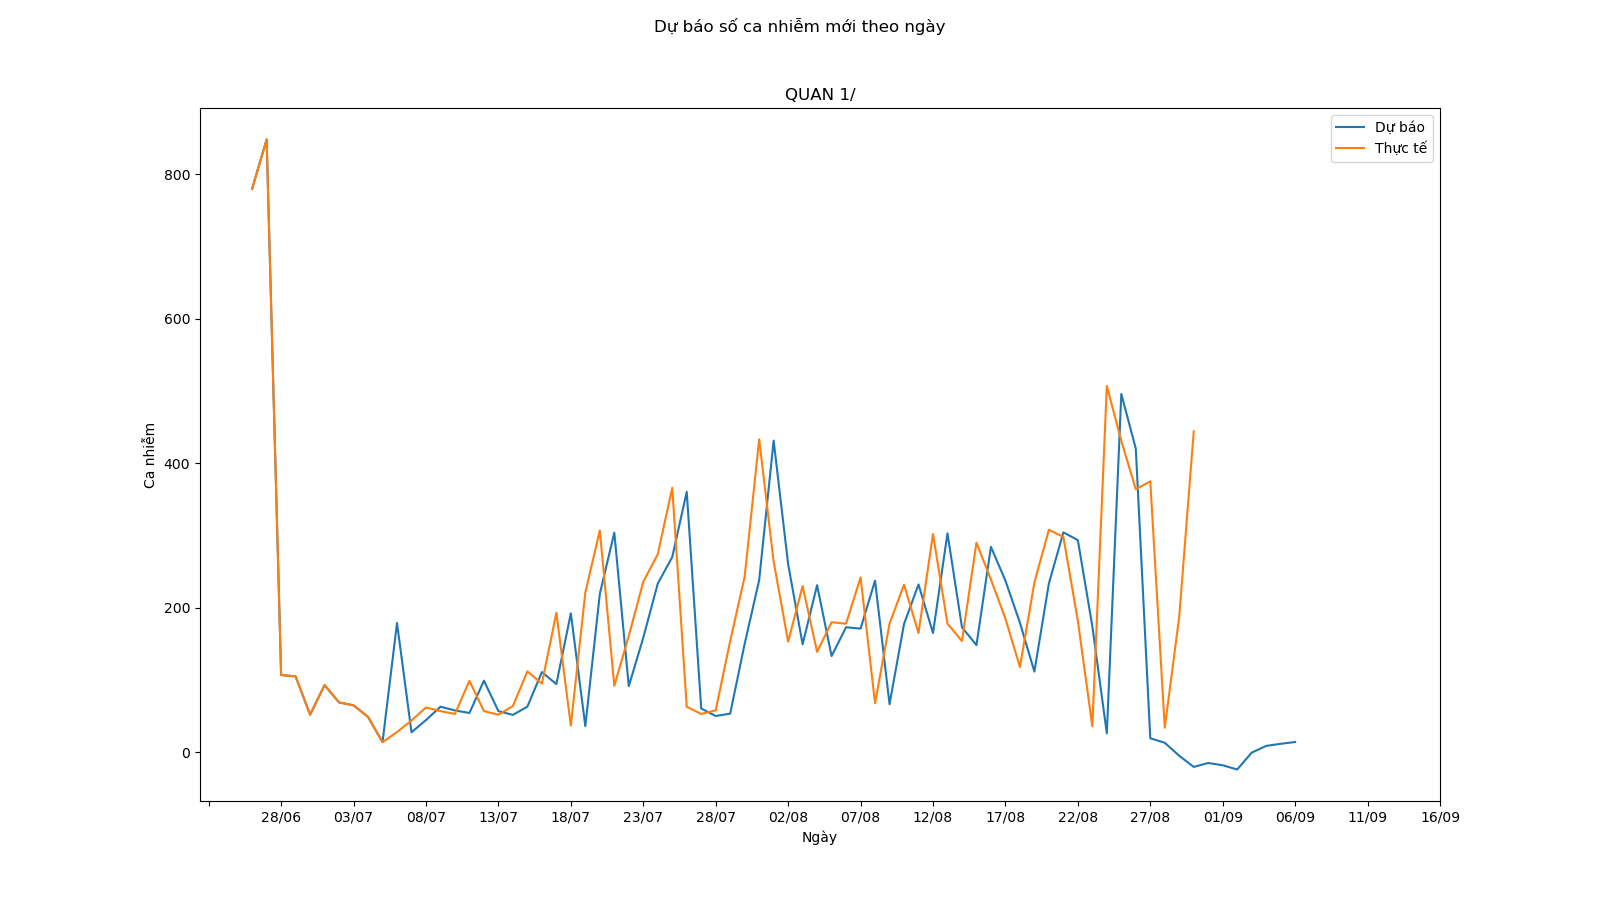 Dự báo số ca nhiễm mới theo ngày
QUAN 1/
Dự báo
Thực tế
800
600
400
200
0
Ca nhiễm
28/06 03/07 08/07 13/07 18/07 23/07 28/07 02/08 07/08 12/08 17/08 22/08 27/08 01/09 06/09 11/09 16/09
Ngày